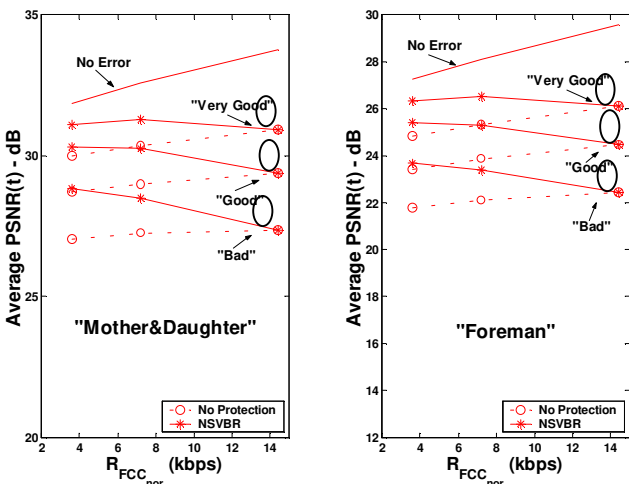 35
30
25
20
Average PSNR(t) - dB
No Error
"Very Good"
"Good"
"Bad"
"Mother&Daughter"
No Protection
NSVBR
2 4 6 8 10 12 14
R_FCC_nor (kbps)
30
28
26
24
22
20
18
16
14
12
Average PSNR(t) - dB
No Error
"Very Good"
"Good"
"Bad"
"Foreman"
No Protection
NSVBR
2 4 6 8 10 12 14
R_FCC_nor (kbps)